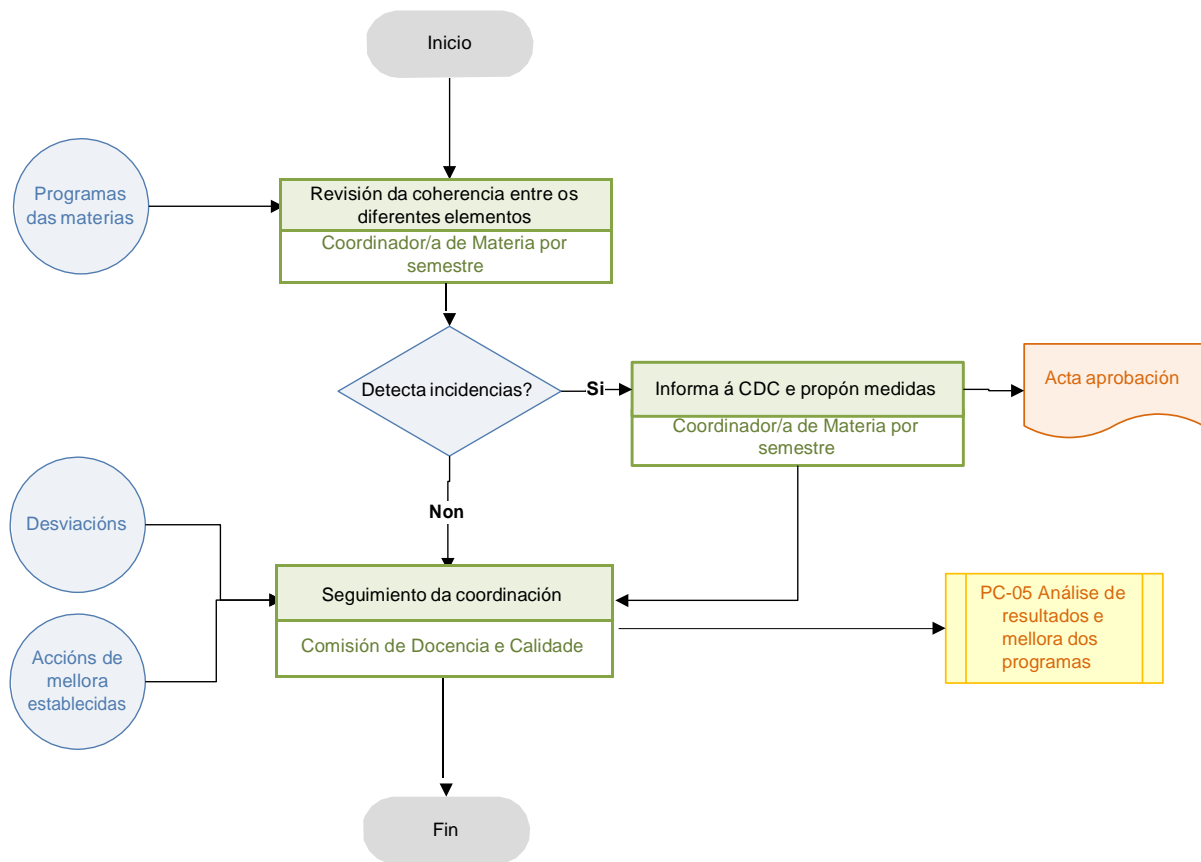 Inicio
Programas
das materias
Revisión da coherencia entre os
diferentes elementos
Coordinador/a de Materia por
semestre
Detecta incidencias?
Si
Informa á CDC e propón medidas
Coordinador/a de Materia por
semestre
Acta aprobación
Non
Desviacións
Seguimiento da coordinación
Comisión de Docencia e Calidade
PC-05 Análise de
resultados e
mellora dos
programas
Accións de
mellora
establecidas
Fin